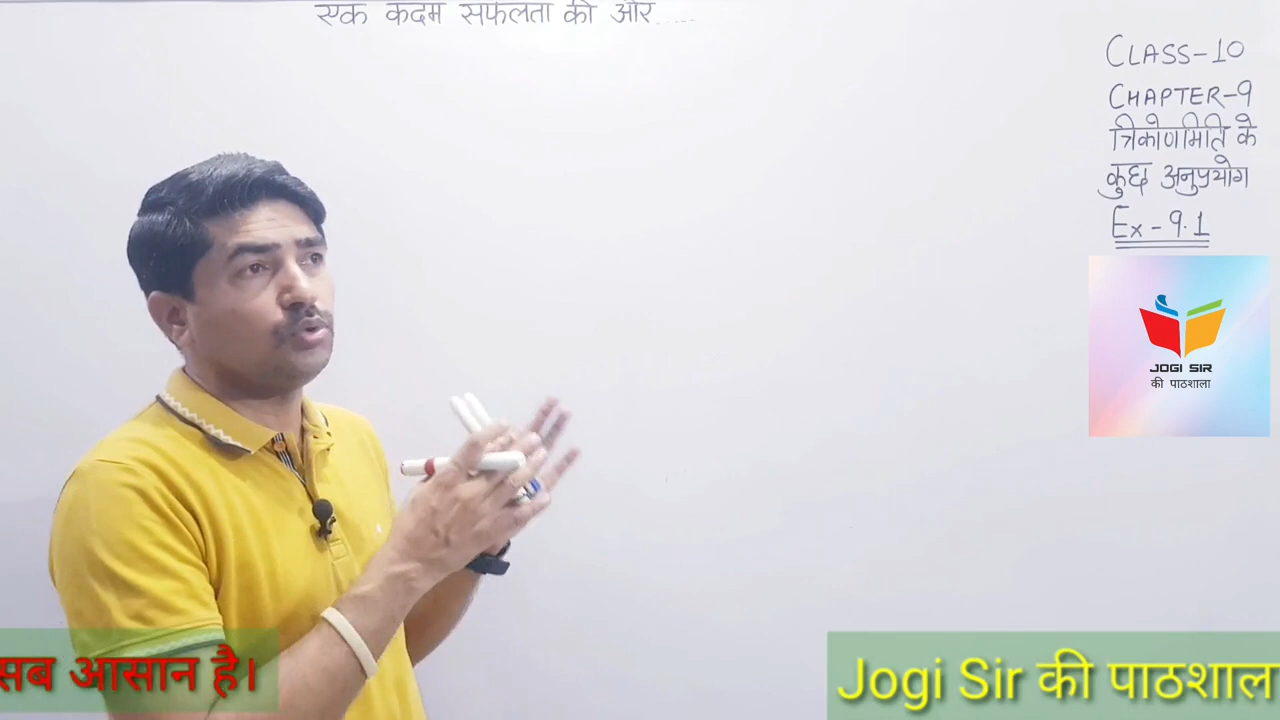 एक कदम सफलता की और......
CLASS-10
CHAPTER-9
त्रिकोणमिति के
कुछ अनुप्रयोग
Ex-9.1
JOGI SIR
की पाठशाला
सब आसान है।
Jogi Sir की पाठशाल